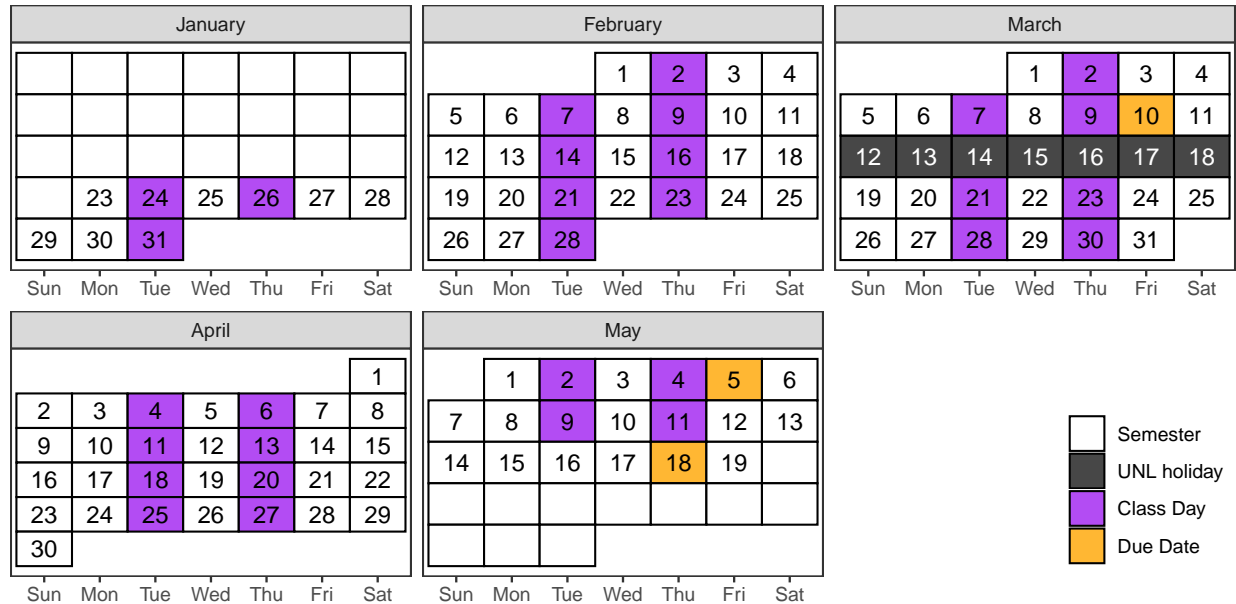 January
23 24 25 26 27 28
29 30 31
Sun Mon Tue Wed Thu Fri Sat
February
1 2 3 4
5 6 7 8 9 10 11
12 13 14 15 16 17 18
19 20 21 22 23 24 25
26 27 28
Sun Mon Tue Wed Thu Fri Sat
March
1 2 3 4
5 6 7 8 9 10 11
12 13 14 15 16 17 18
19 20 21 22 23 24 25
26 27 28 29 30 31
Sun Mon Tue Wed Thu Fri Sat
April
1
2 3 4 5 6 7 8
9 10 11 12 13 14 15
16 17 18 19 20 21 22
23 24 25 26 27 28 29
30
Sun Mon Tue Wed Thu Fri Sat
May
1 2 3 4 5 6
7 8 9 10 11 12 13
14 15 16 17 18 19
Sun Mon Tue Wed Thu Fri Sat
Semester
UNL holiday
Class Day
Due Date